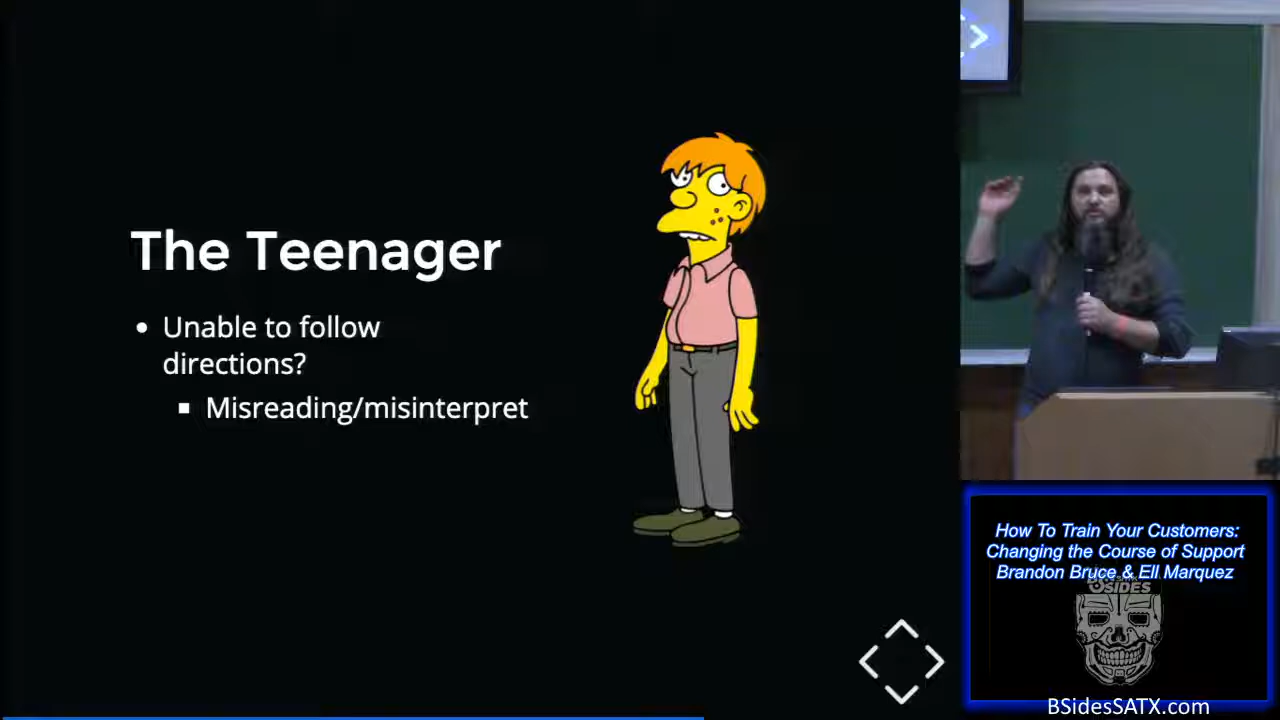 The Teenager
Unable to follow
directions?
Misreading/misinterpret
How To Train Your Customers:
Changing the Course of Support
Brandon Bruce & Ell Marquez
BSIDES
BSidesSATX.com